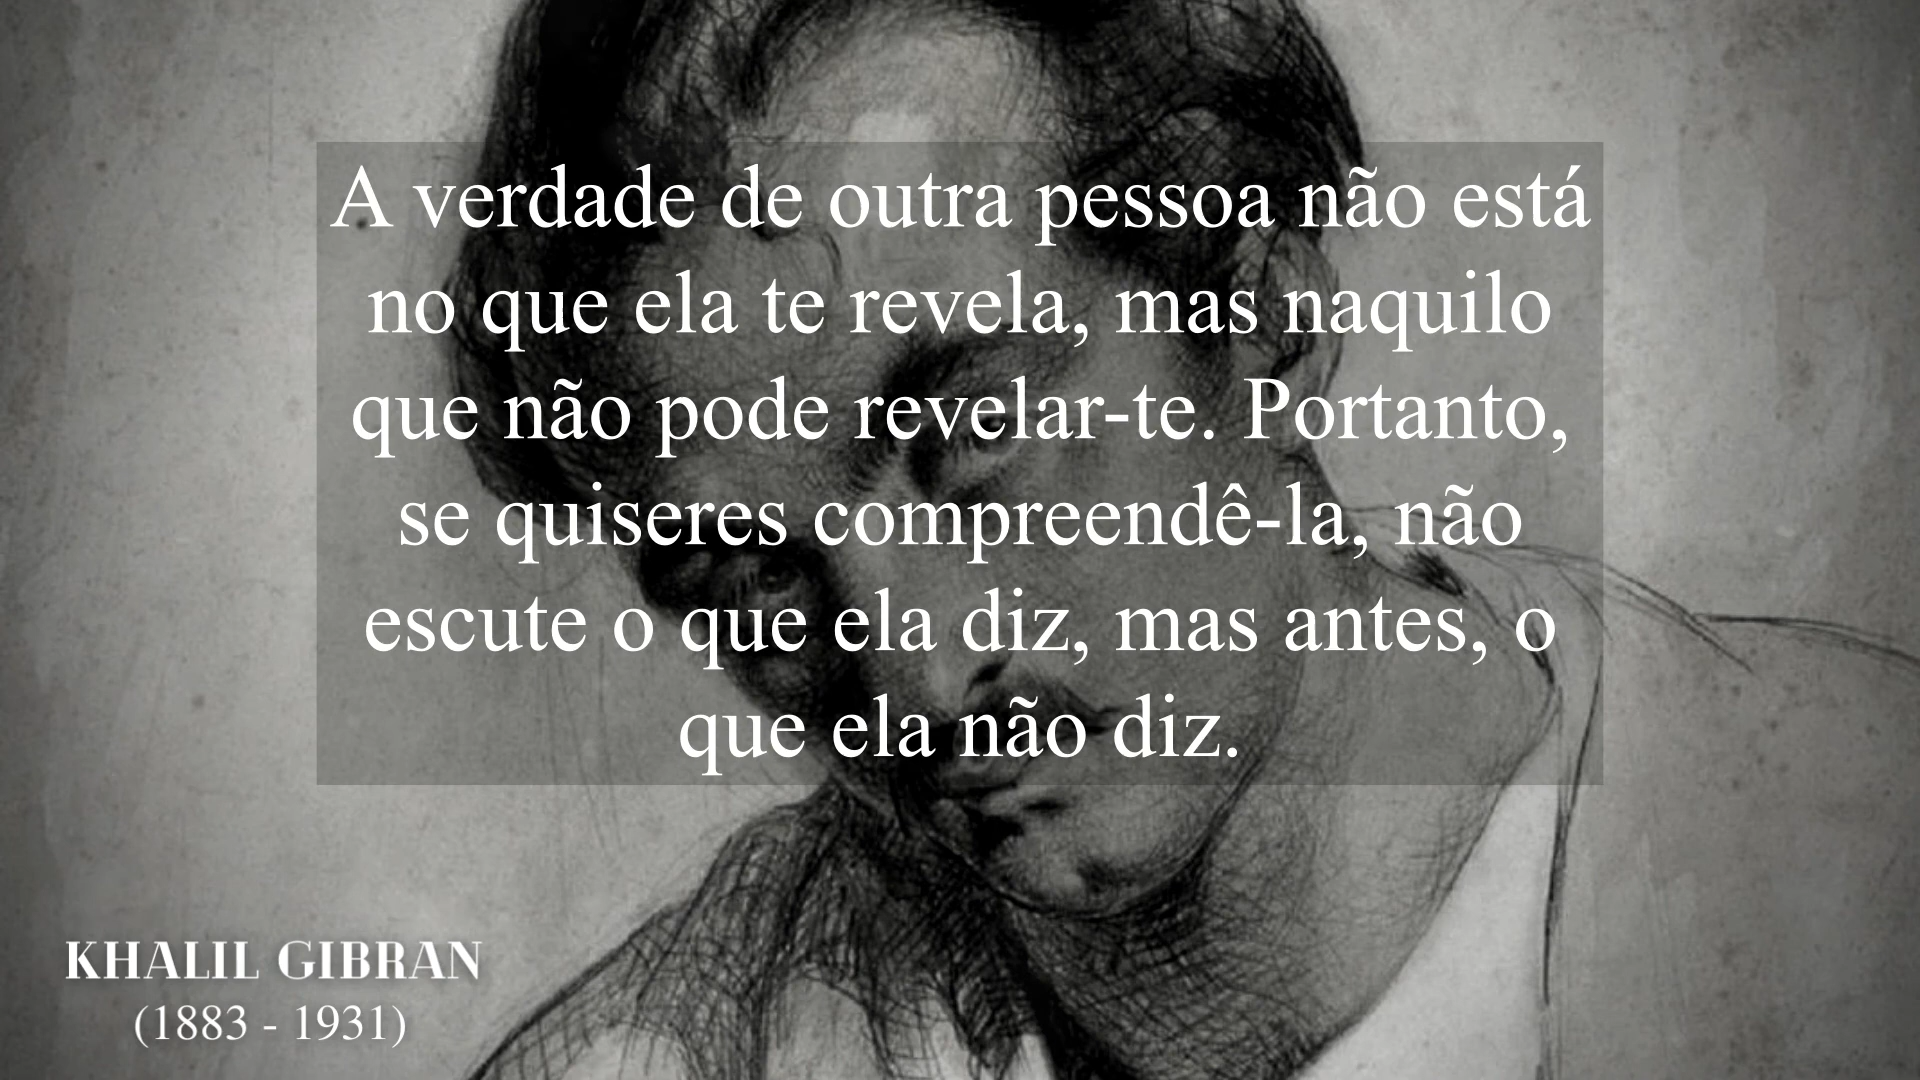 A verdade de outra pessoa não está
no que ela te revela, mas naquilo
que não pode revelar-te. Portanto,
se quiseres compreendê-la, não
escute o que ela diz, mas antes, o
que ela não diz.
KHALIL GIBRAN
(1883 - 1931)